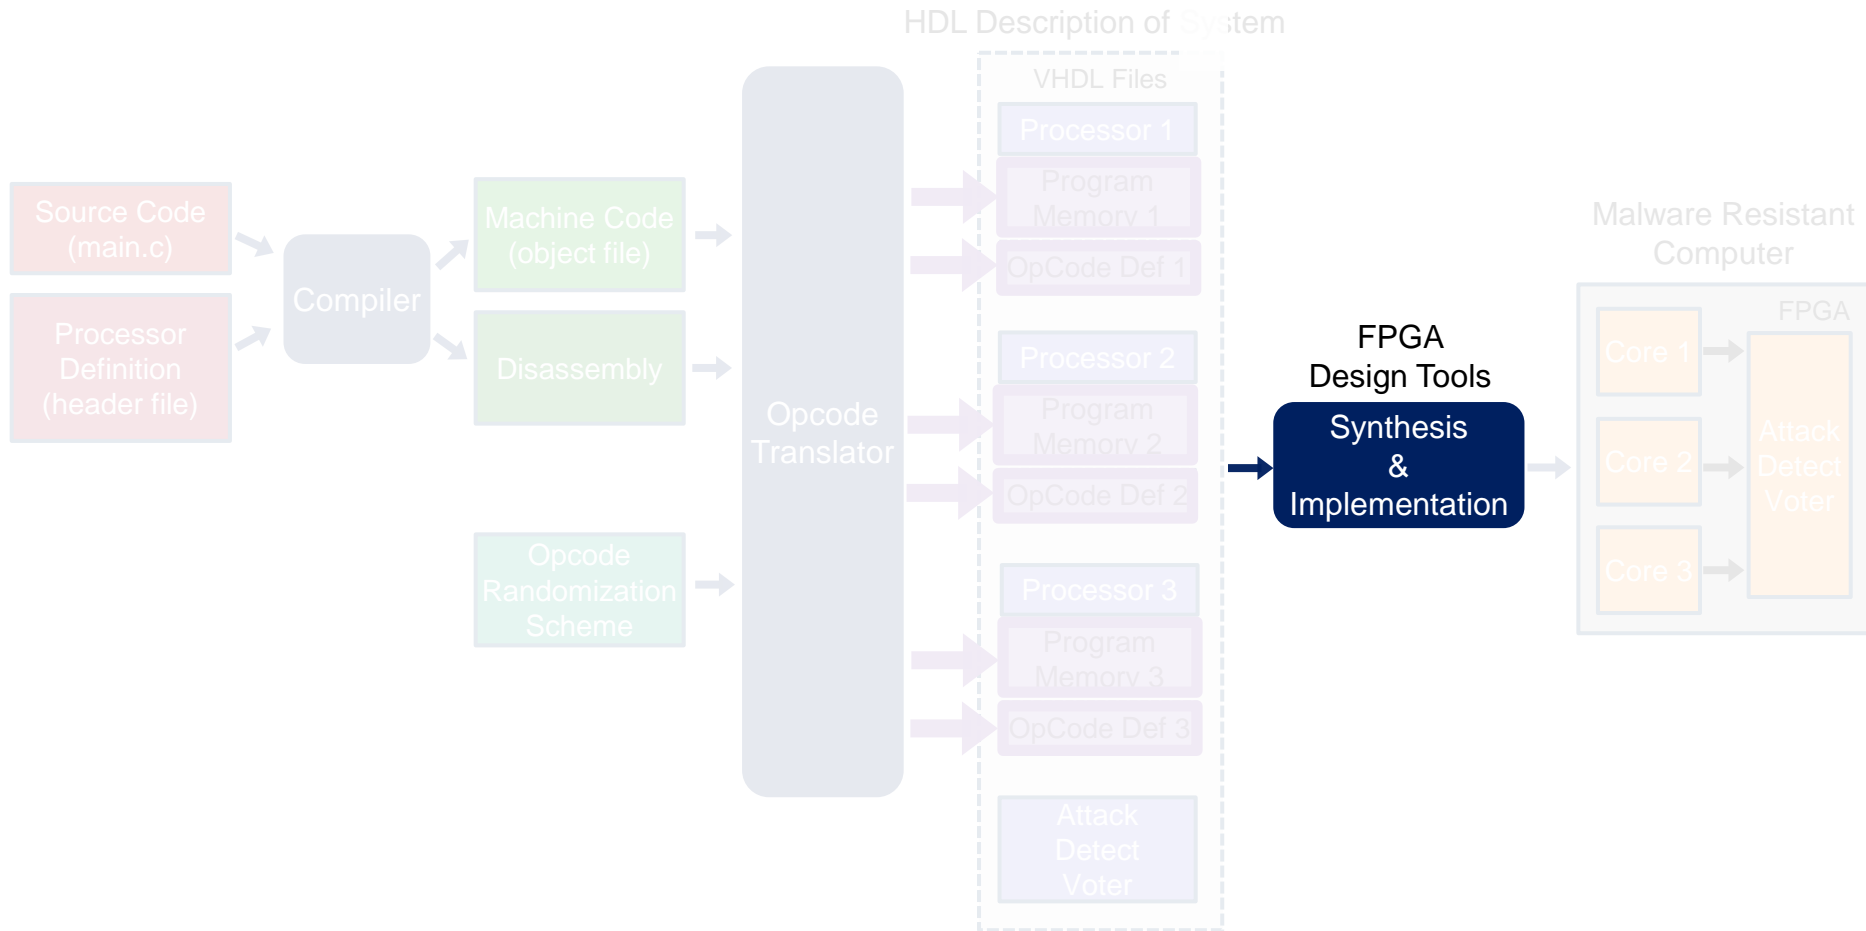 HDL Description of System
VHDL Files
Processor 1
Program
Memory 1
OpCode Def 1
Source Code
(main.c)
Processor
Definition
(header file)
Compiler
Machine Code
(object file)
Disassembly
Opcode
Randomization
Scheme
Opcode
Translator
Processor 2
Program
Memory 2
OpCode Def 2
Processor 3
Program
Memory 3
OpCode Def 3
Attack
Detect
Voter
FPGA
Design Tools
Synthesis
&
Implementation
Malware Resistant
Computer
FPGA
Core 1
Core 2
Core 3
Attack
Detect
Voter